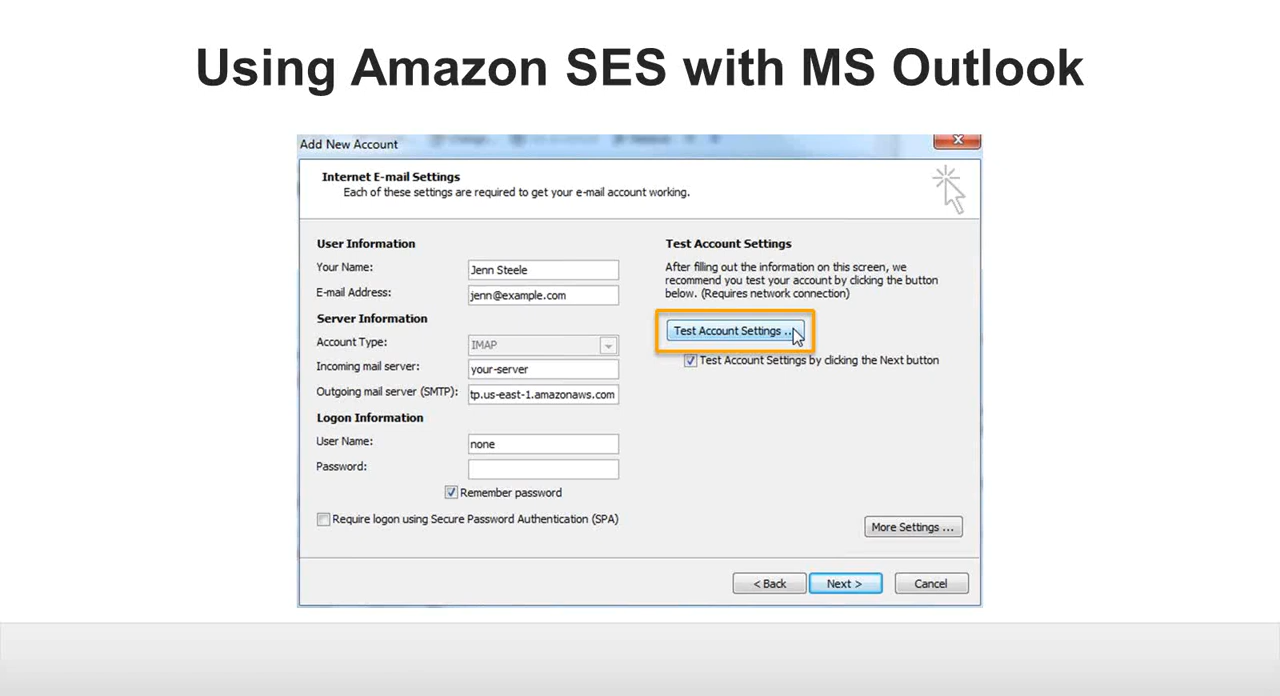 Using Amazon SES with MS Outlook
Add New Account
Internet E-mail Settings
Each of these settings are required to get your e-mail account working.
User Information
Your Name: Jenn Steele
E-mail Address: jenn@example.com
Server Information
Account Type: IMAP
Incoming mail server: your-server
Outgoing mail server (SMTP): tp.us-east-1.amazonaws.com
Logon Information
User Name: none
Password:
Remember password
Require logon using Secure Password Authentication (SPA)
Test Account Settings
After filling out the information on this screen, we
recommend you test your account by clicking the button
below. (Requires network connection)
Test Account Settings ...
Test Account Settings by clicking the Next button
More Settings ...
< Back
Next >
Cancel